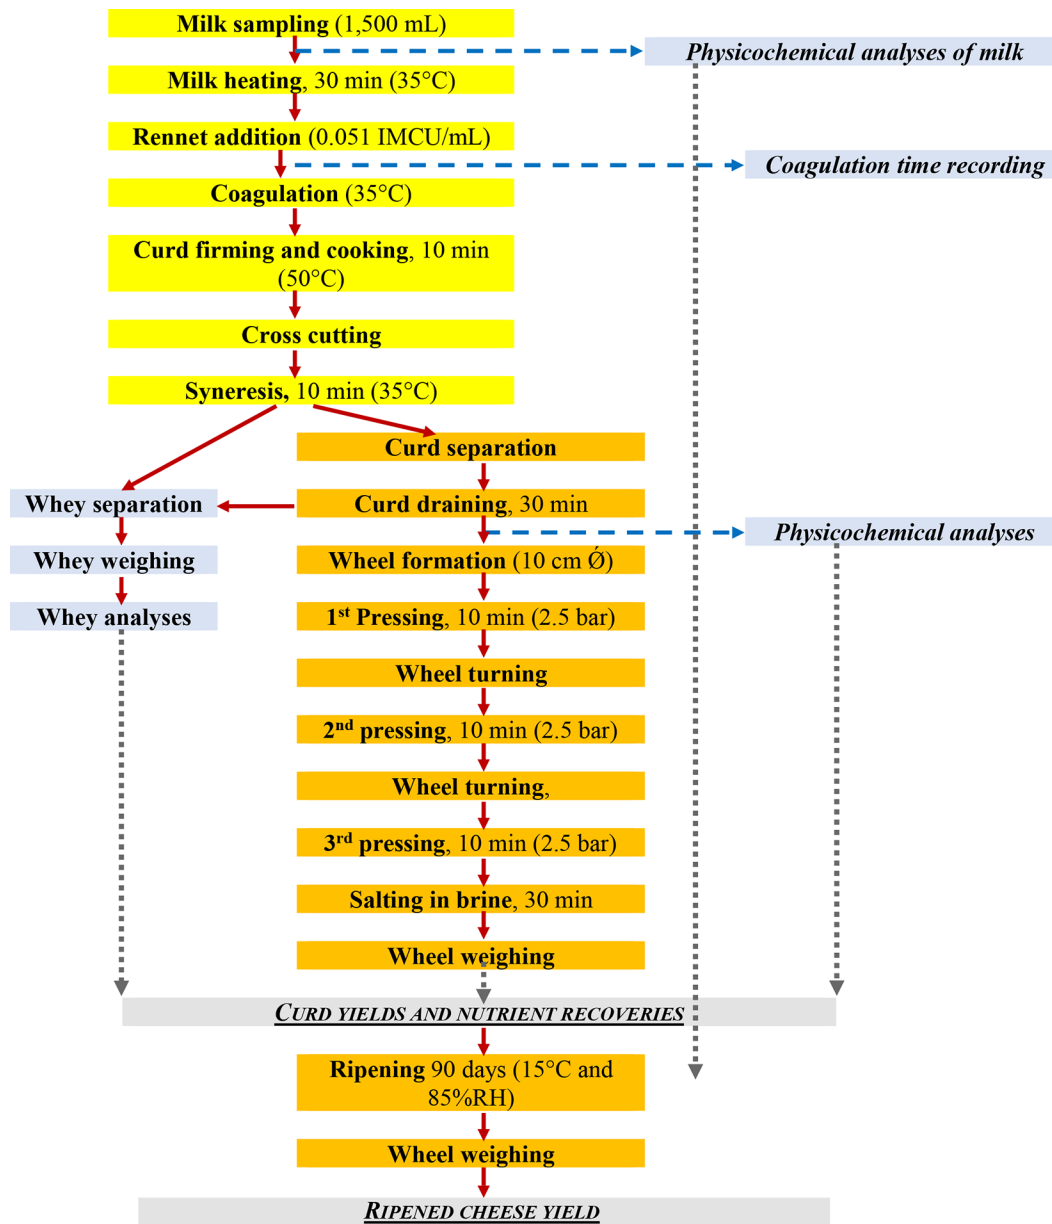 Milk sampling (1,500 mL)
Physicochemical analyses of milk
Milk heating, 30 min (35°C)
Rennet addition (0.051 IMCU/mL)
Coagulation time recording
Coagulation (35°C)
Curd firming and cooking, 10 min
(50°C)
Cross cutting
Syneresis, 10 min (35°C)
Curd separation
Whey separation
Curd draining, 30 min
Physicochemical analyses
Whey weighing
Wheel formation (10 cm Ǿ)
Whey analyses
1st Pressing, 10 min (2.5 bar)
Wheel turning
2nd pressing, 10 min (2.5 bar)
Wheel turning,
3rd pressing, 10 min (2.5 bar)
Salting in brine, 30 min
Wheel weighing
CURD YIELDS AND NUTRIENT RECOVERIES
Ripening 90 days (15°C and
85%RH)
Wheel weighing
RIPENED CHEESE YIELD